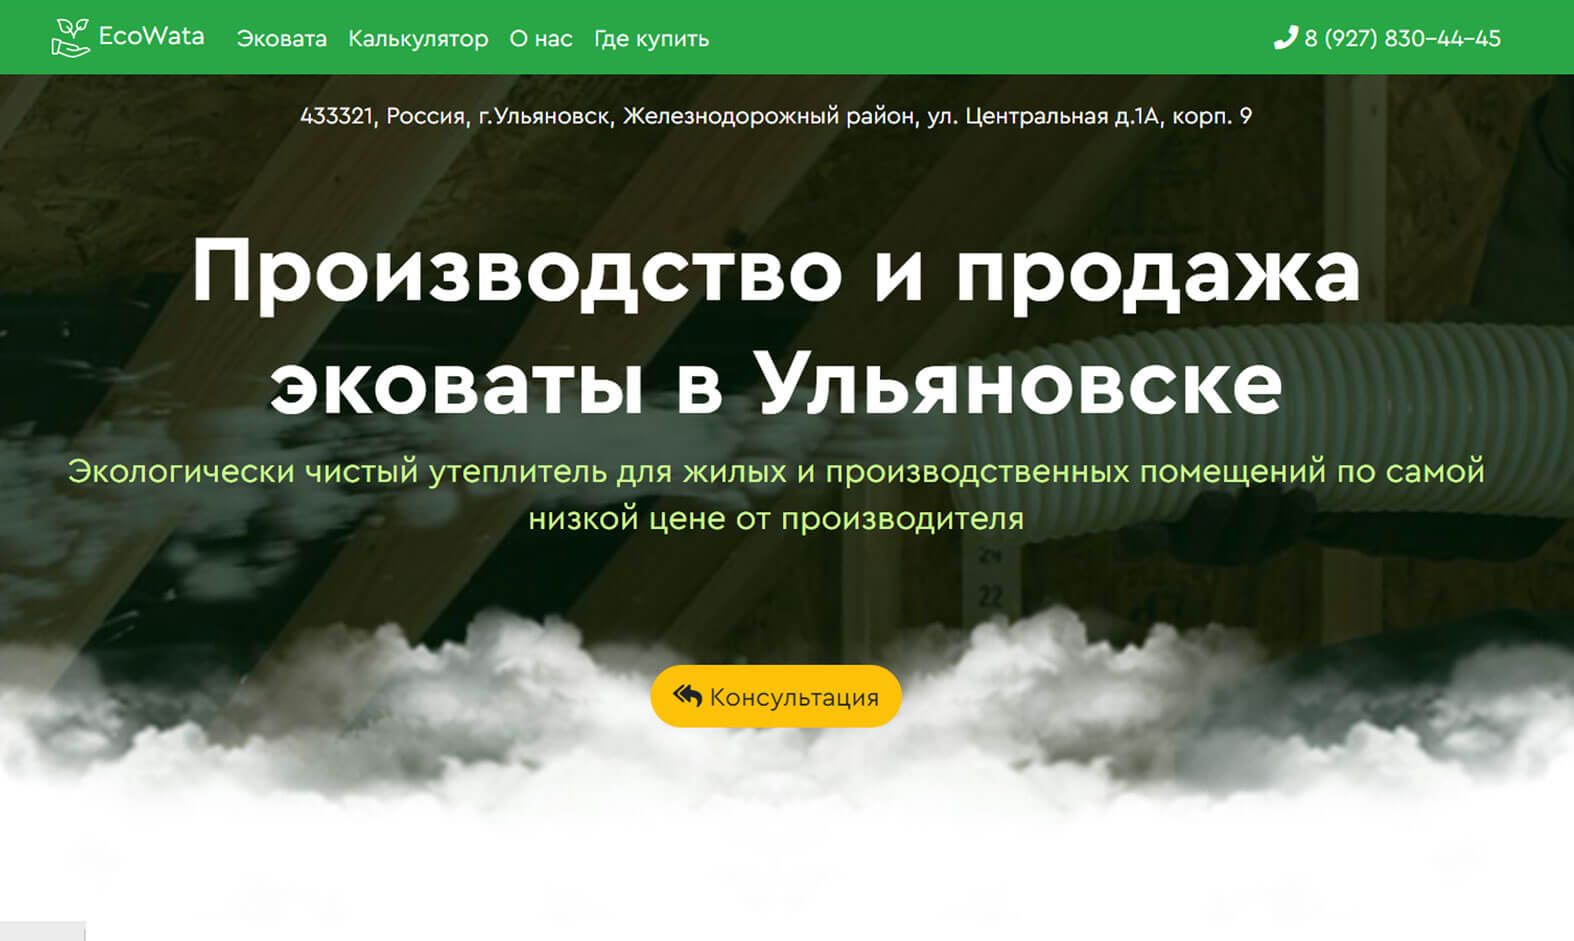 EcoWata Эковата Калькулятор О нас Где купить 8 (927) 830-44-45
433321, Россия, г.Ульяновск, Железнодорожный район, ул. Центральная д.1А, корп. 9
Производство и продажа
эковаты в Ульяновске
Экологически чистый утеплитель для жилых и производственных помещений по самой
низкой цене от производителя
24
22
Консультация